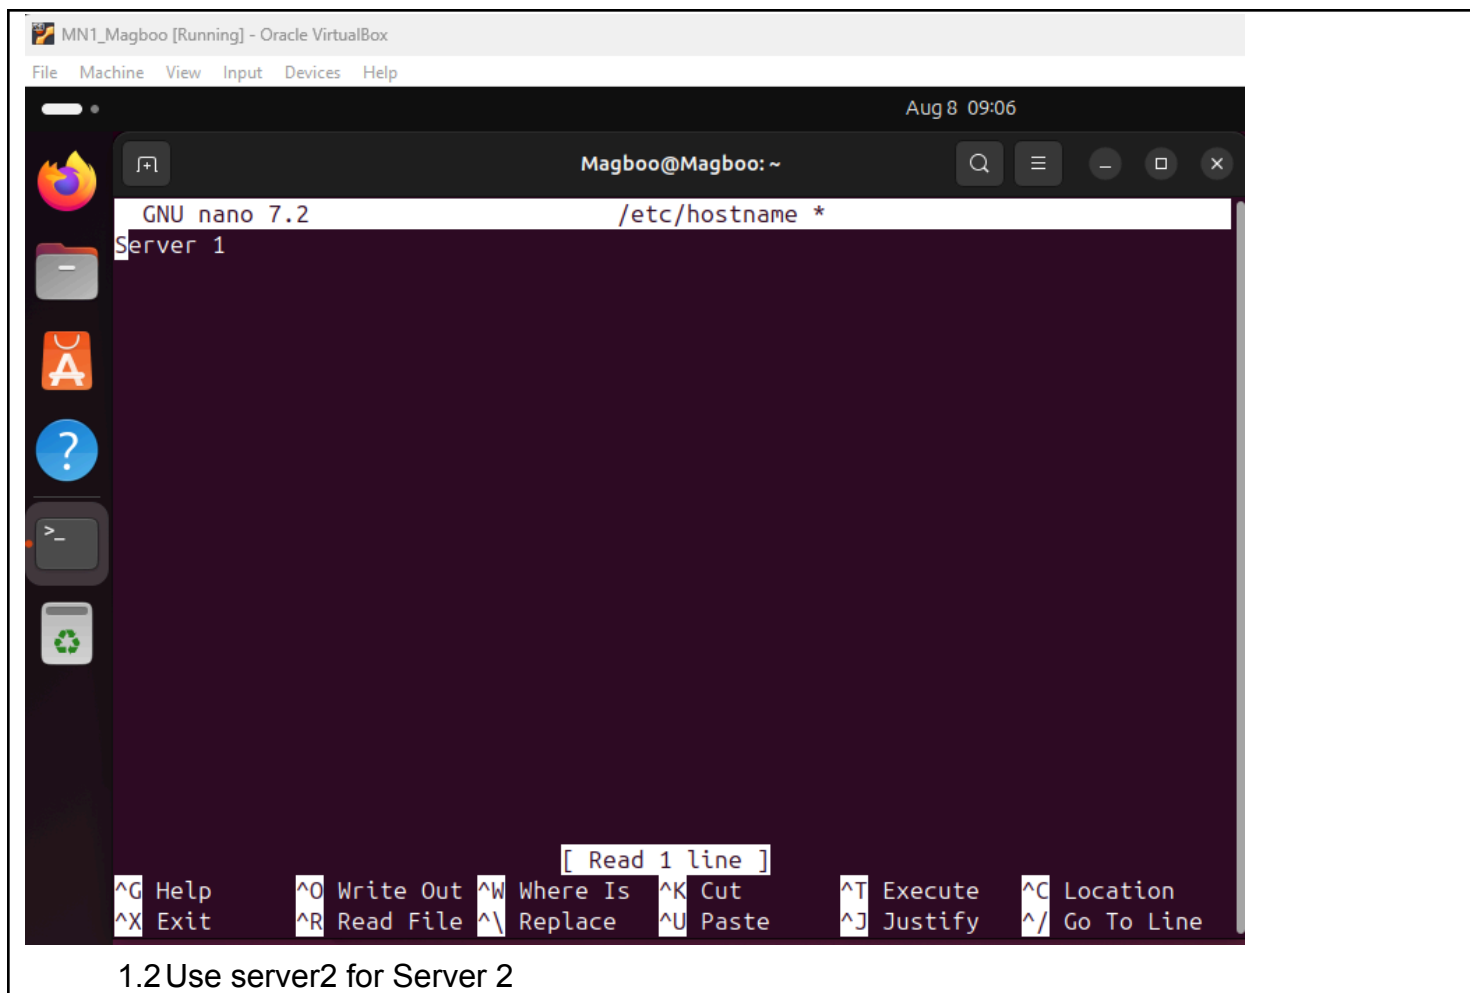 MN1_Magboo [Running] - Oracle VirtualBox
File Machine View Input Devices Help
Aug 8 09:06
Magboo@Magboo: ~
GNU nano 7.2 /etc/hostname *
Server 1
[ Read 1 line ]
^G Help ^O Write Out ^W Where Is ^K Cut ^T Execute ^C Location
^X Exit ^R Read File ^\ Replace ^U Paste ^J Justify ^/ Go To Line
1.2 Use server2 for Server 2